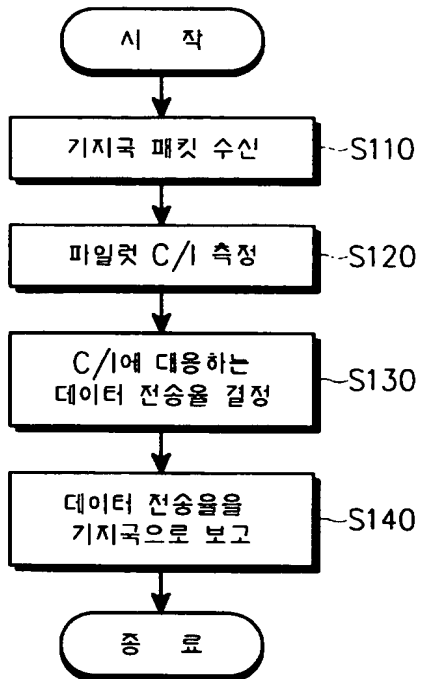 시 작
기지국 패킷 수신
S110
파일럿 C/I 측정
S120
C/I에 대응하는
데이터 전송율 결정
S130
데이터 전송율을
기지국으로 보고
S140
종 료